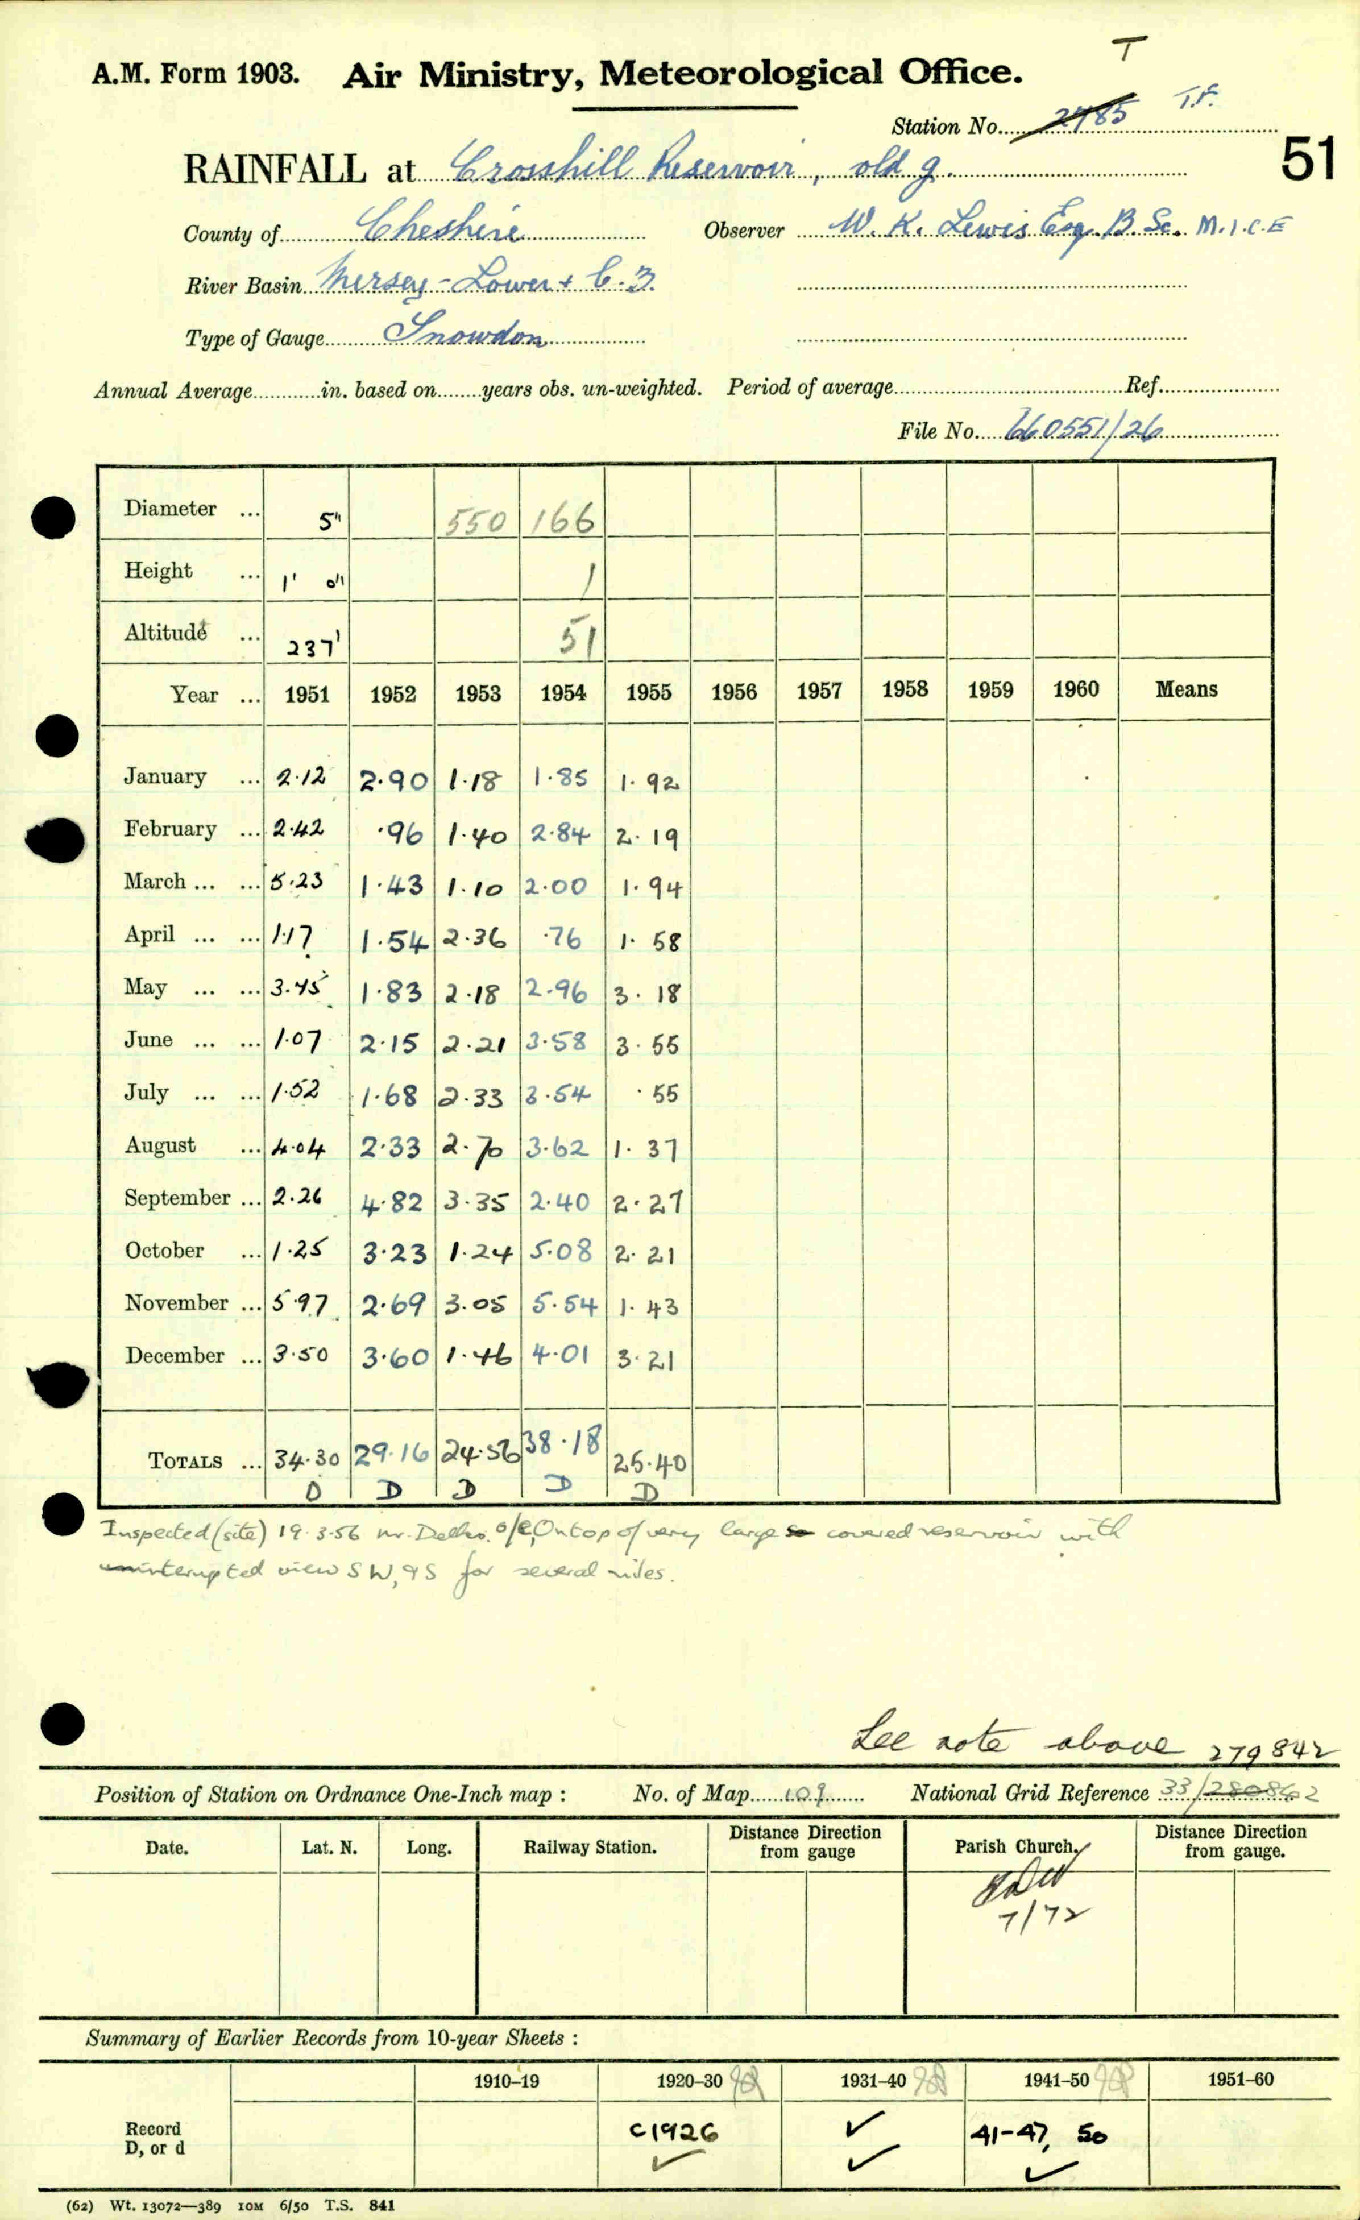 T
A.M. Form 1903. Air Ministry, Meteorological Office.
Station No. 2785 T.F.
RAINFALL at Crosshill Reservoir, old g. 51
County of Cheshire Observer W. K. Lewis Esq. B Sc. M.I.C.E
River Basin Mersey - Lower + C.3.
Type of Gauge Snowdon
Annual Average in. based on years obs. un-weighted. Period of average Ref.
File No. 660551/26
Diameter ... 5" 550 166
Height ... 1' 0" 1
Altitude ... 237' 51
Year ... 1951 1952 1953 1954 1955 1956 1957 1958 1959 1960 Means
January ... 2.12 2.90 1.18 1.85 1.92
February ... 2.42 .96 1.40 2.84 2.19
March ... ... 5.23 1.43 1.10 2.00 1.94
April ... ... 1.17 1.54 2.36 .76 1.58
May ... ... 3.45 1.83 2.18 2.96 3.18
June ... ... 1.07 2.15 2.21 3.58 3.55
July ... ... 1.52 1.68 2.33 3.54 .55
August ... 4.04 2.33 2.70 3.62 1.37
September ... 2.26 4.82 3.35 2.40 2.27
October ... 1.25 3.23 1.24 5.08 2.21
November ... 5.97 2.69 3.05 5.54 1.43
December ... 3.50 3.60 1.46 4.01 3.21
TOTALS ... 34.30 29.16 24.56 38.18 25.40
D D D D D
Inspected (site) 19.3.56 Mr. o/e, On top of very large covered reservoir with
uninterupted view SW, & S for several miles.
See note above 279842
Position of Station on Ordnance One-Inch map : No. of Map 109 National Grid Reference 33/280862
Date. Lat. N. Long. Railway Station. Distance from Direction gauge Parish Church. Distance from Direction gauge.
7/72
Summary of Earlier Records from 10-year Sheets :
1910–19 1920–30 1931–40 1941–50 1951–60
Record D, or d C1926 ✓ ✓ ✓ 41-47, 50 ✓
(62) Wt. 13072—389 10M 6/50 T.S. 841